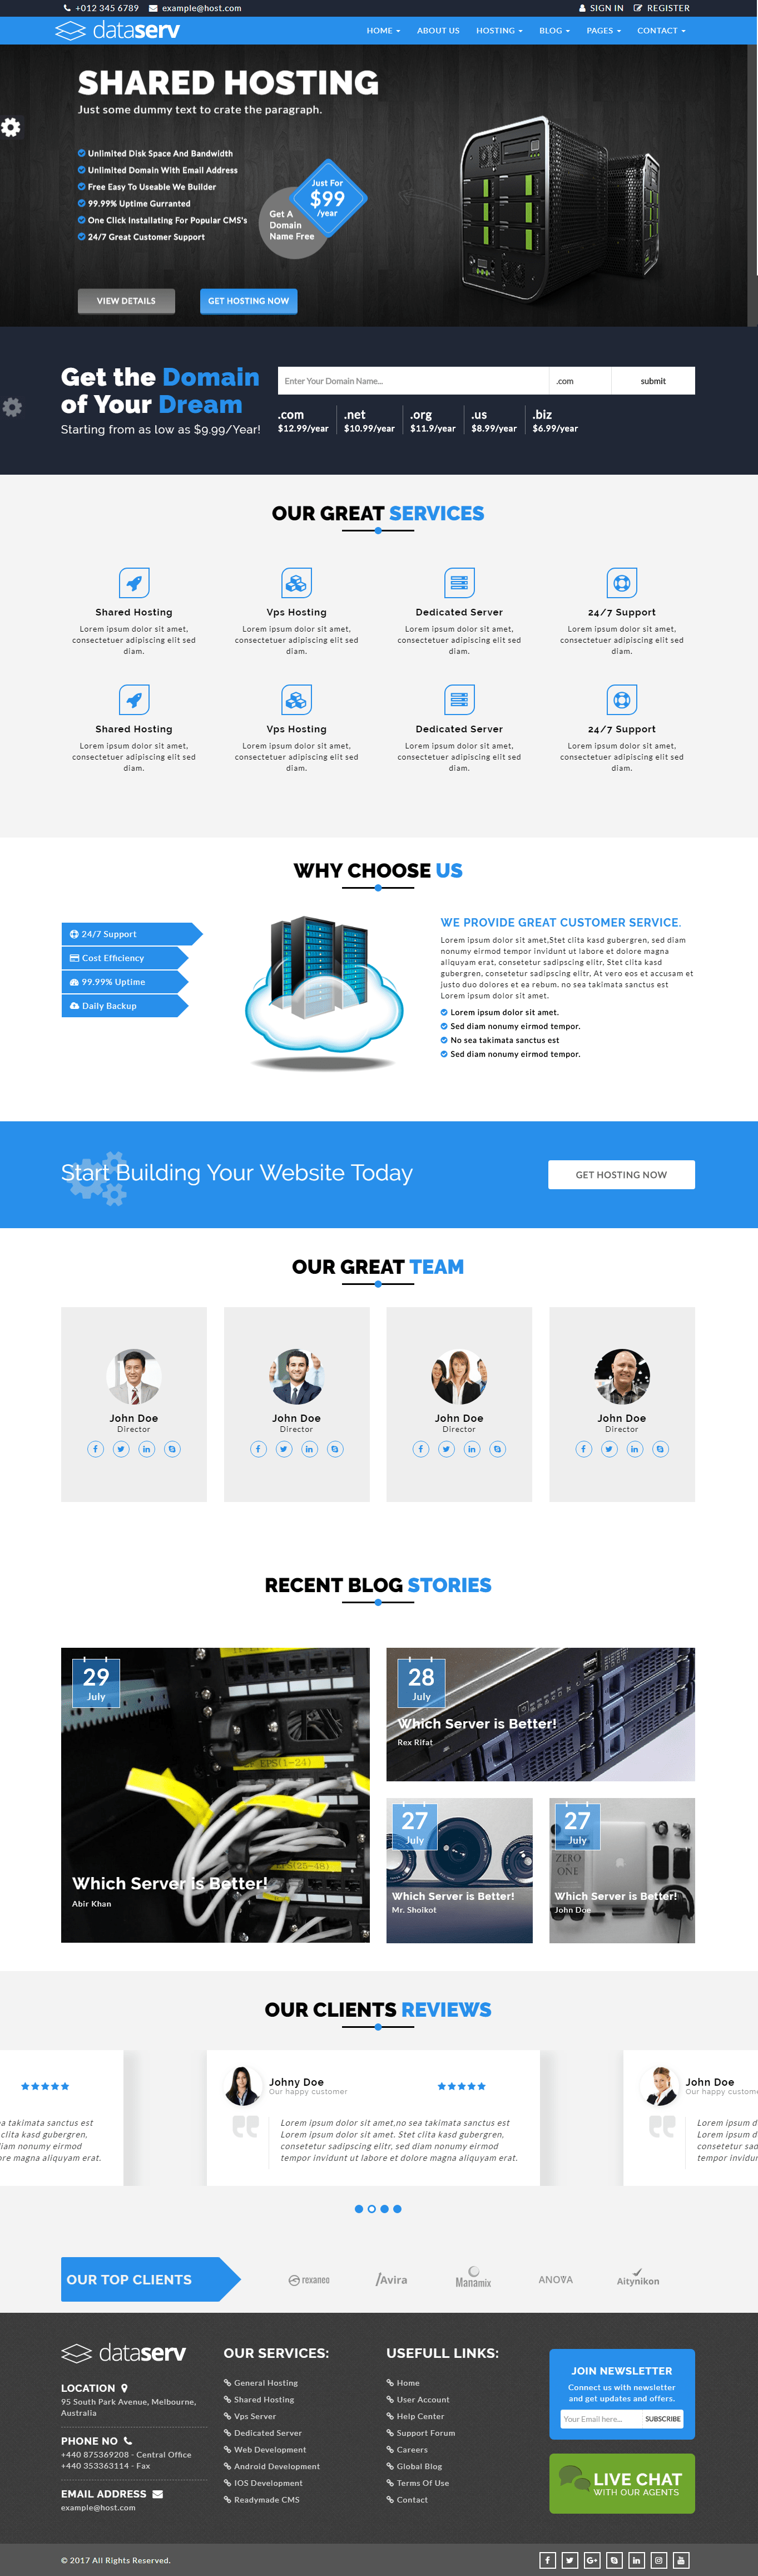 +012 345 6789 example@host.com SIGN IN REGISTER
dataserv HOME ABOUT US HOSTING BLOG PAGES CONTACT
SHARED HOSTING
Just some dummy text to crate the paragraph.
Unlimited Disk Space And Bandwidth
Unlimited Domain With Email Address
Free Easy To Useable We Builder
99.99% Uptime Gurranted
One Click Installating For Popular CMS's
24/7 Great Customer Support
Just For
$99
/year
Get A
Domain
Name Free
VIEW DETAILS GET HOSTING NOW
Get the Domain
of Your Dream
Starting from as low as $9.99/Year!
Enter Your Domain Name... .com submit
.com .net .org .us .biz
$12.99/year $10.99/year $11.9/year $8.99/year $6.99/year
OUR GREAT SERVICES
Shared Hosting Vps Hosting Dedicated Server 24/7 Support
Lorem ipsum dolor sit amet, Lorem ipsum dolor sit amet, Lorem ipsum dolor sit amet, Lorem ipsum dolor sit amet,
consectetuer adipiscing elit sed consectetuer adipiscing elit sed consectetuer adipiscing elit sed consectetuer adipiscing elit sed
diam. diam. diam. diam.
Shared Hosting Vps Hosting Dedicated Server 24/7 Support
Lorem ipsum dolor sit amet, Lorem ipsum dolor sit amet, Lorem ipsum dolor sit amet, Lorem ipsum dolor sit amet,
consectetuer adipiscing elit sed consectetuer adipiscing elit sed consectetuer adipiscing elit sed consectetuer adipiscing elit sed
diam. diam. diam. diam.
WHY CHOOSE US
24/7 Support
Cost Efficiency
99.99% Uptime
Daily Backup
WE PROVIDE GREAT CUSTOMER SERVICE.
Lorem ipsum dolor sit amet,Stet clita kasd gubergren, sed diam
nonumy eirmod tempor invidunt ut labore et dolore magna
aliquyam erat, consetetur sadipscing elitr, Stet clita kasd
gubergren, consetetur sadipscing elitr, At vero eos et accusam et
justo duo dolores et ea rebum. no sea takimata sanctus est
Lorem ipsum dolor sit amet.
Lorem ipsum dolor sit amet.
Sed diam nonumy eirmod tempor.
No sea takimata sanctus est
Sed diam nonumy eirmod tempor.
Start Building Your Website Today GET HOSTING NOW
OUR GREAT TEAM
John Doe John Doe John Doe John Doe
Director Director Director Director
RECENT BLOG STORIES
29
July
EP5(1-24)
EP5(25-48)
Which Server is Better!
Abir Khan
28
July
Which Server is Better!
Rex Rifat
27
July
Which Server is Better!
Mr. Shoikot
27
July
ZERO
ONE
Which Server is Better!
John Doe
OUR CLIENTS REVIEWS
a takimata sanctus est
clita kasd gubergren,
iam nonumy eirmod
re magna aliquyam erat.
Johny Doe
Our happy customer
Lorem ipsum dolor sit amet,no sea takimata sanctus est
Lorem ipsum dolor sit amet. Stet clita kasd gubergren,
consetetur sadipscing elitr, sed diam nonumy eirmod
tempor invidunt ut labore et dolore magna aliquyam erat.
John Doe
Our happy custome
Lorem ipsum d
Lorem ipsum d
consetetur sad
tempor invidun
OUR TOP CLIENTS rexaneo Avira Manamix ANOVA Aitynikon
dataserv
LOCATION
95 South Park Avenue, Melbourne,
Australia
PHONE NO
+440 875369208 - Central Office
+440 353363114 - Fax
EMAIL ADDRESS
example@host.com
OUR SERVICES:
General Hosting
Shared Hosting
Vps Server
Dedicated Server
Web Development
Android Development
IOS Development
Readymade CMS
USEFULL LINKS:
Home
User Account
Help Center
Support Forum
Careers
Global Blog
Terms Of Use
Contact
JOIN NEWSLETTER
Connect us with newsletter
and get updates and offers.
Your Email here... SUBSCRIBE
LIVE CHAT
WITH OUR AGENTS
© 2017 All Rights Reserved.